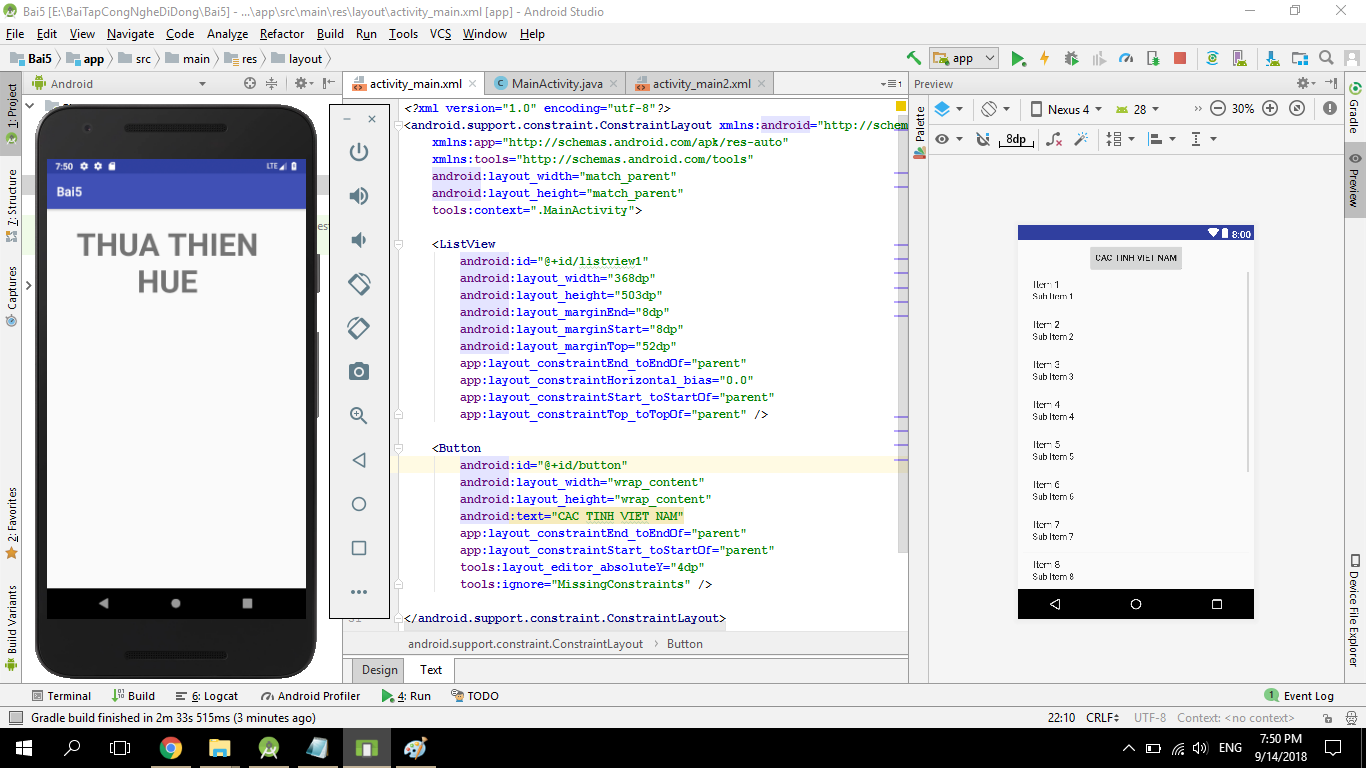 Bai5 [E:\BaiTapCongNgheDiDong\Bai5] - ...\app\src\main\res\layout\activity_main.xml [app] - Android Studio
File Edit View Navigate Code Analyze Refactor Build Run Tools VCS Window Help
Bai5 app src main res layout
app
Android
activity_main.xml
MainActivity.java
activity_main2.xml
Preview
1: Project
7: Structure
Captures
2: Favorites
Build Variants
7:50
LTE
Bai5
THUA THIEN
HUE
<?xml version="1.0" encoding="utf-8"?>
<android.support.constraint.ConstraintLayout xmlns:android="http://schem
xmlns:app="http://schemas.android.com/apk/res-auto"
xmlns:tools="http://schemas.android.com/tools"
android:layout_width="match_parent"
android:layout_height="match_parent"
tools:context=".MainActivity">
<ListView
android:id="@+id/listview1"
android:layout_width="368dp"
android:layout_height="503dp"
android:layout_marginEnd="8dp"
android:layout_marginStart="8dp"
android:layout_marginTop="52dp"
app:layout_constraintEnd_toEndOf="parent"
app:layout_constraintHorizontal_bias="0.0"
app:layout_constraintStart_toStartOf="parent"
app:layout_constraintTop_toTopOf="parent" />
<Button
android:id="@+id/button"
android:layout_width="wrap_content"
android:layout_height="wrap_content"
android:text="CAC TINH VIET NAM"
app:layout_constraintEnd_toEndOf="parent"
app:layout_constraintStart_toStartOf="parent"
tools:layout_editor_absoluteY="4dp"
tools:ignore="MissingConstraints" />
</android.support.constraint.ConstraintLayout>
android.support.constraint.ConstraintLayout › Button
Design Text
Palette
Nexus 4
28
30%
8dp
8:00
CAC TINH VIET NAM
Item 1
Sub Item 1
Item 2
Sub Item 2
Item 3
Sub Item 3
Item 4
Sub Item 4
Item 5
Sub Item 5
Item 6
Sub Item 6
Item 7
Sub Item 7
Item 8
Sub Item 8
Gradle
Preview
Device File Explorer
Terminal Build 6: Logcat Android Profiler 4: Run TODO
1 Event Log
Gradle build finished in 2m 33s 515ms (3 minutes ago)
22:10 CRLF UTF-8 Context: <no context>
ENG
7:50 PM
9/14/2018